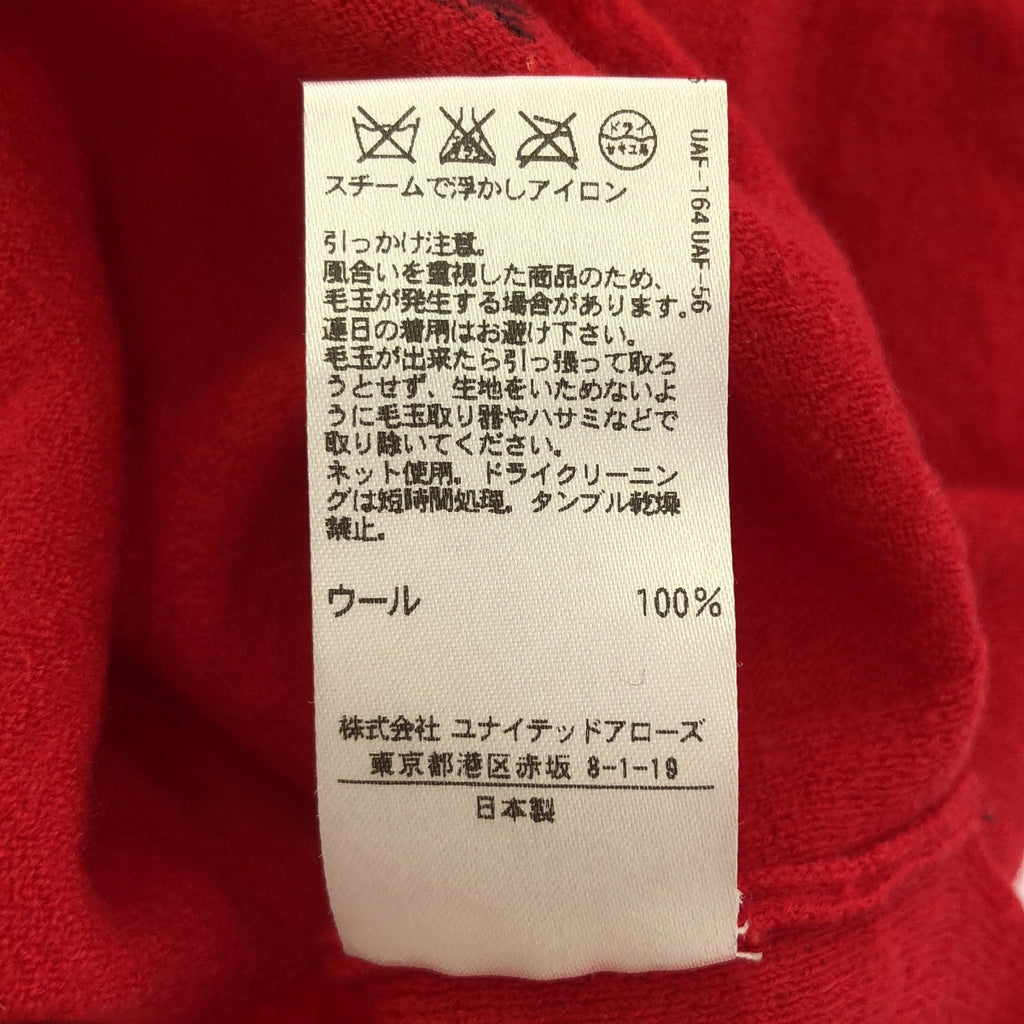 ドライ
セキユ系
スチームで浮かしアイロン
引っかけ注意。
風合いを重視した商品のため、
毛玉が発生する場合があります。
連日の着用はお避け下さい。
毛玉が出来たら引っ張って取ろ
うとせず、生地をいためないよ
うに毛玉取り器やハサミなどで
取り除いてください。
ネット使用。ドライクリーニン
グは短時間処理。タンブル乾燥
禁止。
ウール 100%
株式会社 ユナイテッドアローズ
東京都港区赤坂 8-1-19
日本製
UAF-164 UAF-56